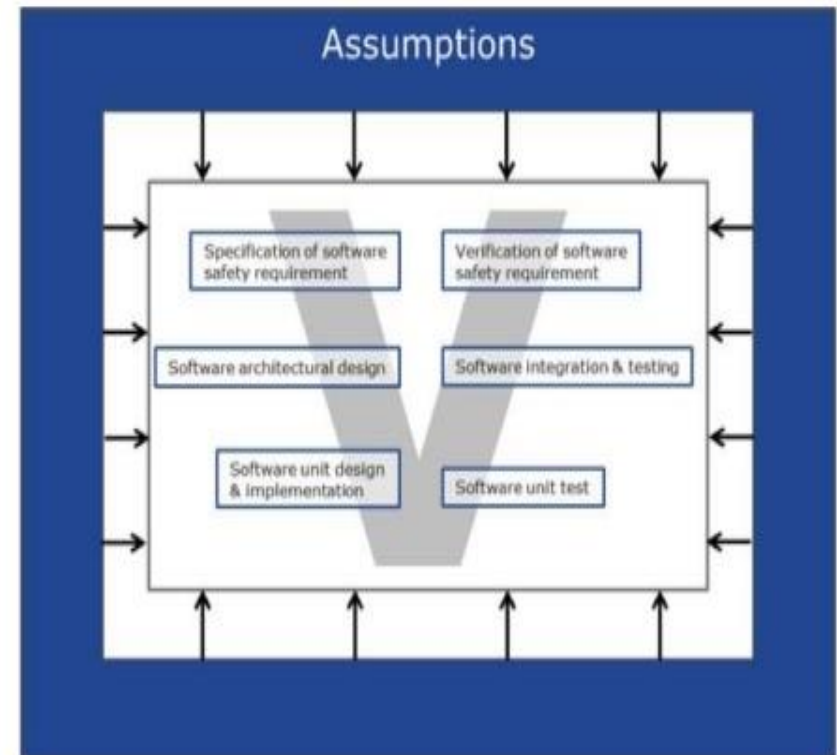 Assumptions
Specification of software
safety requirement
Verification of software
safety requirement
Software architectural design
Software integration & testing
Software unit design
& implementation
Software unit test